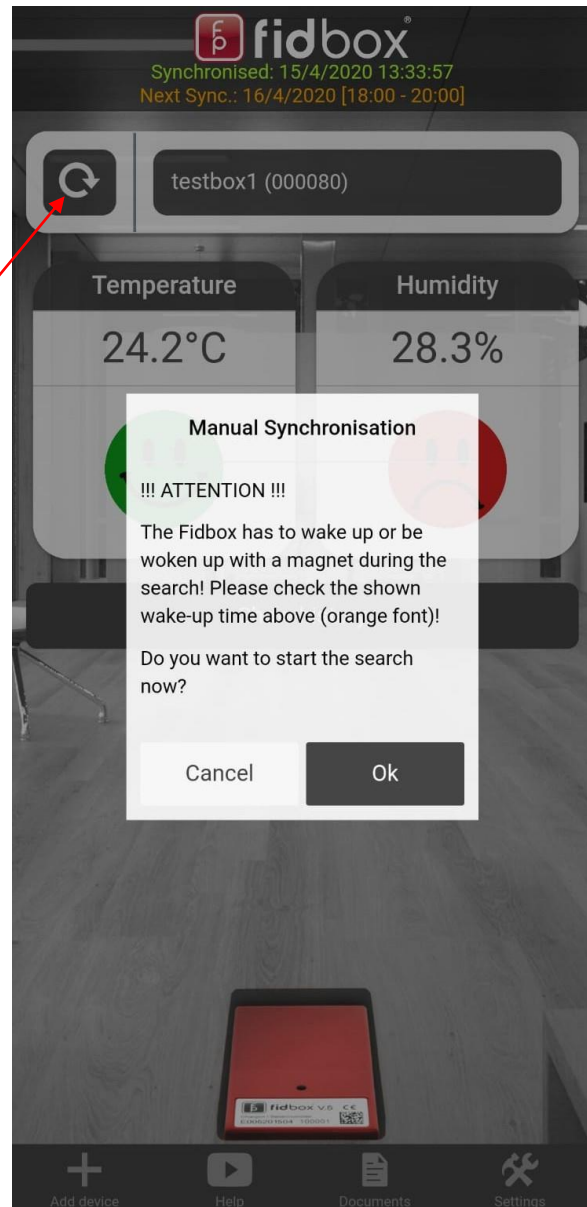 fp fidbox®
Synchronised: 15/4/2020 13:33:57
Next Sync.: 16/4/2020 [18:00 - 20:00]
testbox1 (000080)
Temperature
Humidity
24.2°C
28.3%
Manual Synchronisation
!!! ATTENTION !!!
The Fidbox has to wake up or be
woken up with a magnet during the
search! Please check the shown
wake-up time above (orange font)!
Do you want to start the search
now?
Cancel
Ok
fidbox v.5 CE
Add device
Help
Documents
Settings